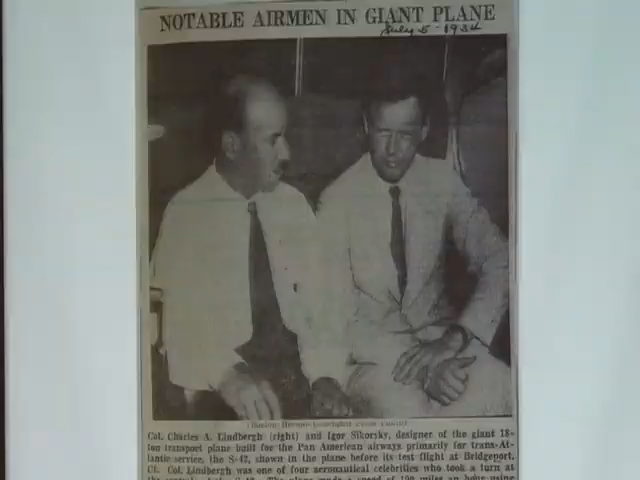 NOTABLE AIRMEN IN GIANT PLANE
July 5 - 1934
Col. Charles A. Lindbergh (right) and Igor Sikorsky, designer of the giant 18-
ton transport plane built for the Pan American airways primarily for trans-At-
lantic service, the S-42, shown in the plane before its test flight at Bridgeport,
Ct. Col. Lindbergh was one of four aeronautical celebrities who took a turn at